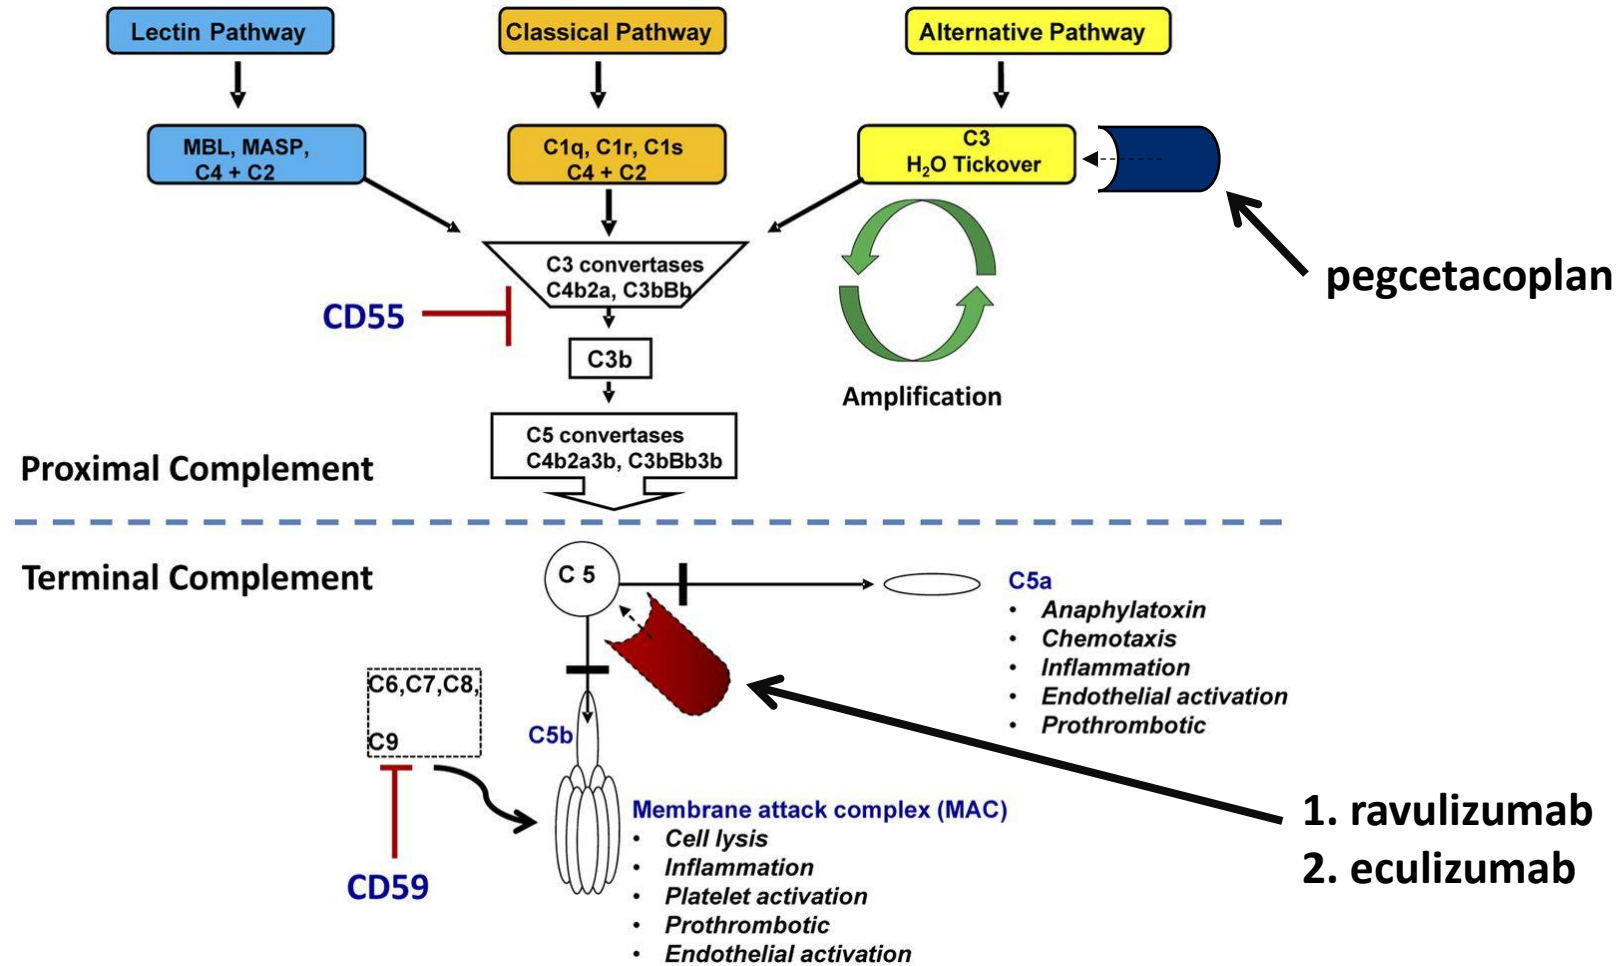 Lectin Pathway
Classical Pathway
Alternative Pathway
MBL, MASP,
C4 + C2
C1q, C1r, C1s
C4 + C2
C3
H₂O Tickover
pegcetacoplan
C3 convertases
C4b2a, C3bBb
CD55
C3b
Amplification
C5 convertases
C4b2a3b, C3bBb3b
Proximal Complement
Terminal Complement
C 5
C5a
• Anaphylatoxin
• Chemotaxis
• Inflammation
• Endothelial activation
• Prothrombotic
C6,C7,C8,
C9
C5b
CD59
Membrane attack complex (MAC)
• Cell lysis
• Inflammation
• Platelet activation
• Prothrombotic
• Endothelial activation
1. ravulizumab
2. eculizumab